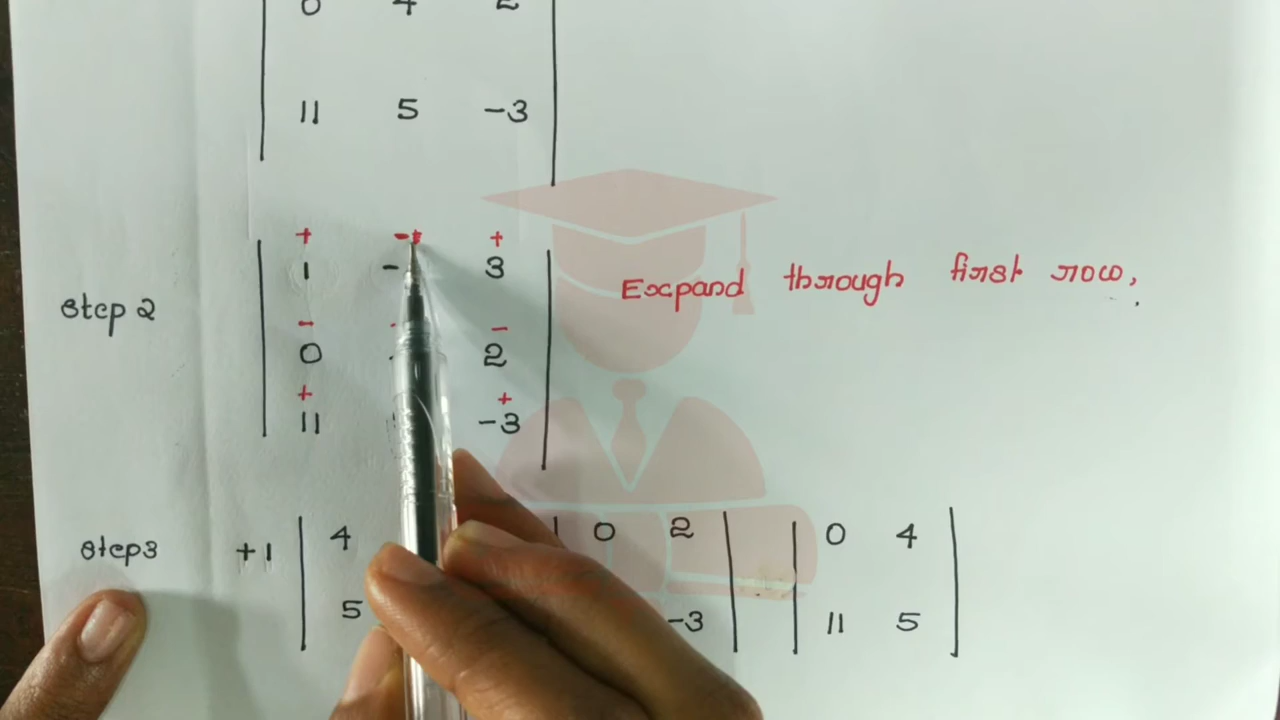 0 4 2
11 5 -3
+ - +
1 - 3
Step 2 Expand through first row,
- -
0 2
+ +
11 -3
Step3 +1 4 0 2 0 4
5 -3 11 5